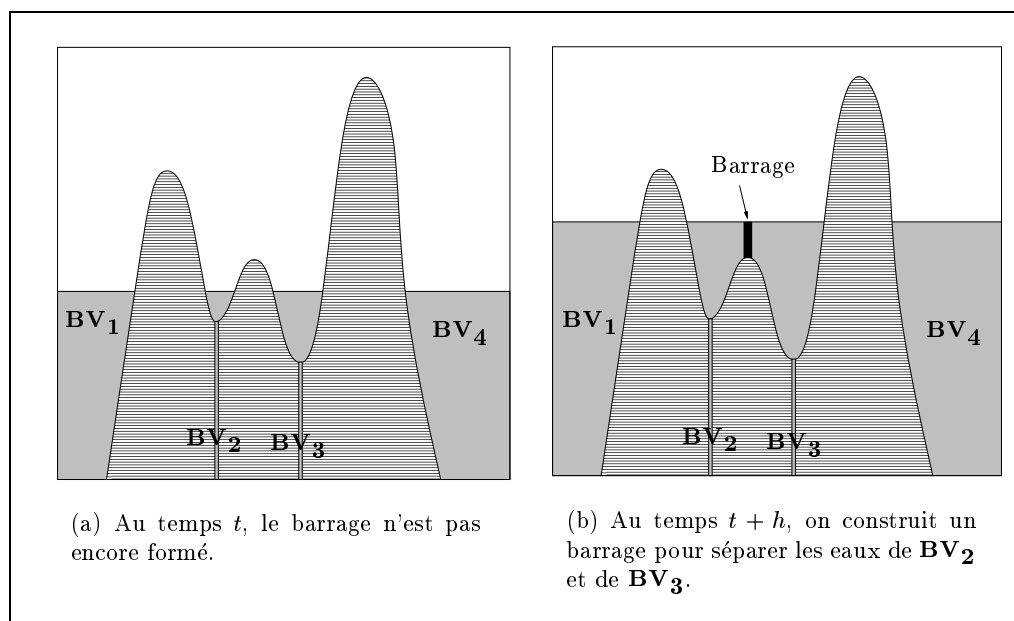 BV1
BV4
BV2
BV3
(a) Au temps t, le barrage n'est pas
encore formé.
Barrage
BV1
BV4
BV2
BV3
(b) Au temps t + h, on construit un
barrage pour séparer les eaux de BV2
et de BV3.